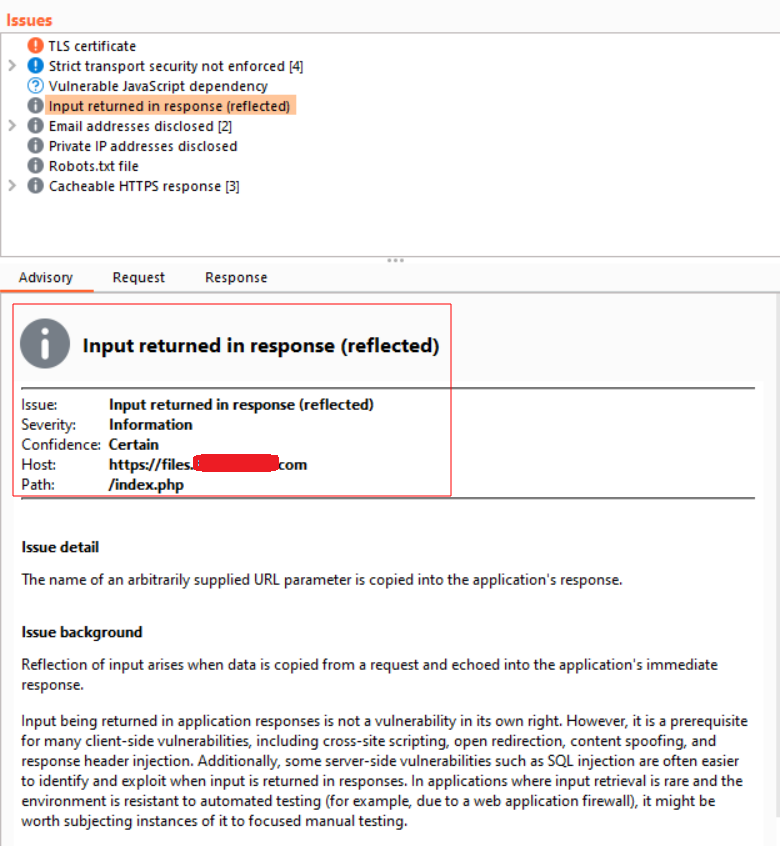 Issues
TLS certificate
Strict transport security not enforced [4]
Vulnerable JavaScript dependency
Input returned in response (reflected)
Email addresses disclosed [2]
Private IP addresses disclosed
Robots.txt file
Cacheable HTTPS response [3]
Advisory Request Response
Input returned in response (reflected)
Issue: Input returned in response (reflected)
Severity: Information
Confidence: Certain
Host: https://files. com
Path: /index.php
Issue detail
The name of an arbitrarily supplied URL parameter is copied into the application's response.
Issue background
Reflection of input arises when data is copied from a request and echoed into the application's immediate
response.
Input being returned in application responses is not a vulnerability in its own right. However, it is a prerequisite
for many client-side vulnerabilities, including cross-site scripting, open redirection, content spoofing, and
response header injection. Additionally, some server-side vulnerabilities such as SQL injection are often easier
to identify and exploit when input is returned in responses. In applications where input retrieval is rare and the
environment is resistant to automated testing (for example, due to a web application firewall), it might be
worth subjecting instances of it to focused manual testing.